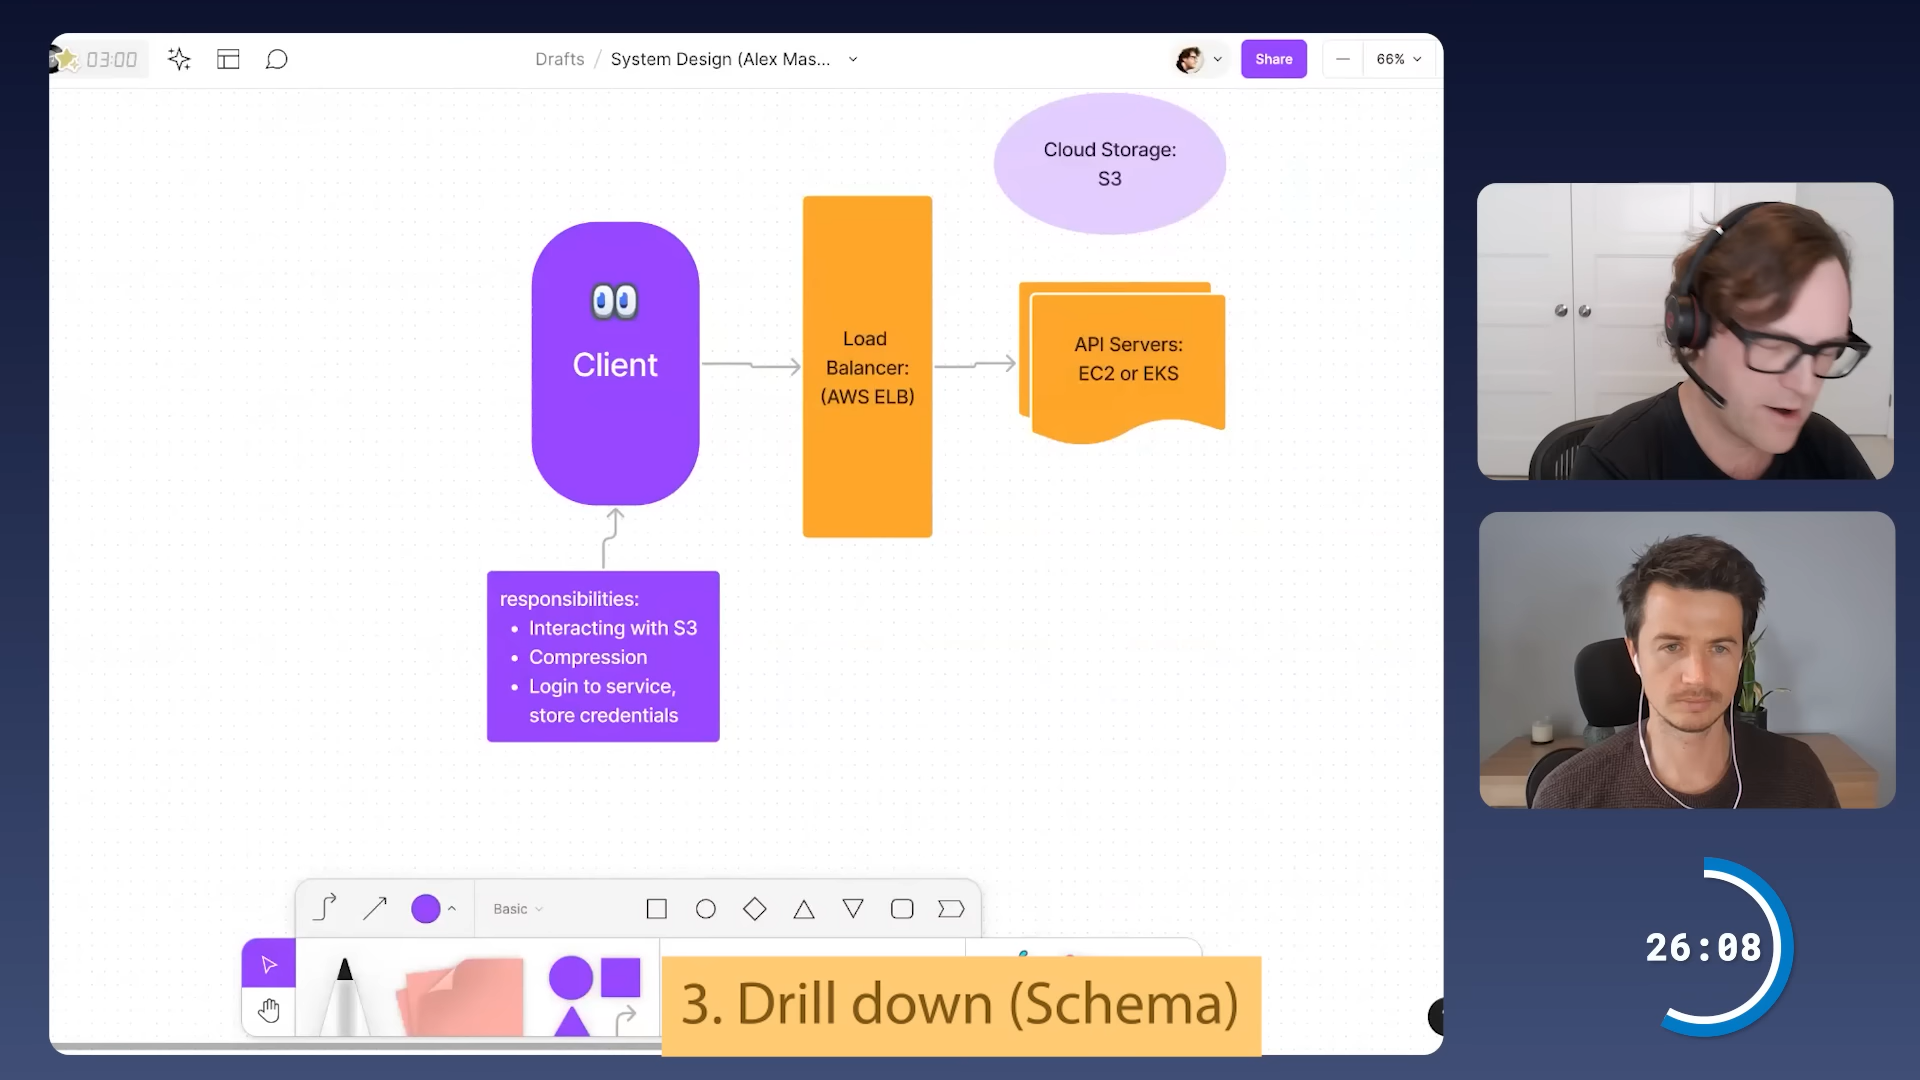 03:00
Drafts / System Design (Alex Mas...
Share
66%
Cloud Storage:
S3
Client
Load
Balancer:
(AWS ELB)
API Servers:
EC2 or EKS
responsibilities:
• Interacting with S3
• Compression
• Login to service,
store credentials
Basic
3. Drill down (Schema)
26:08